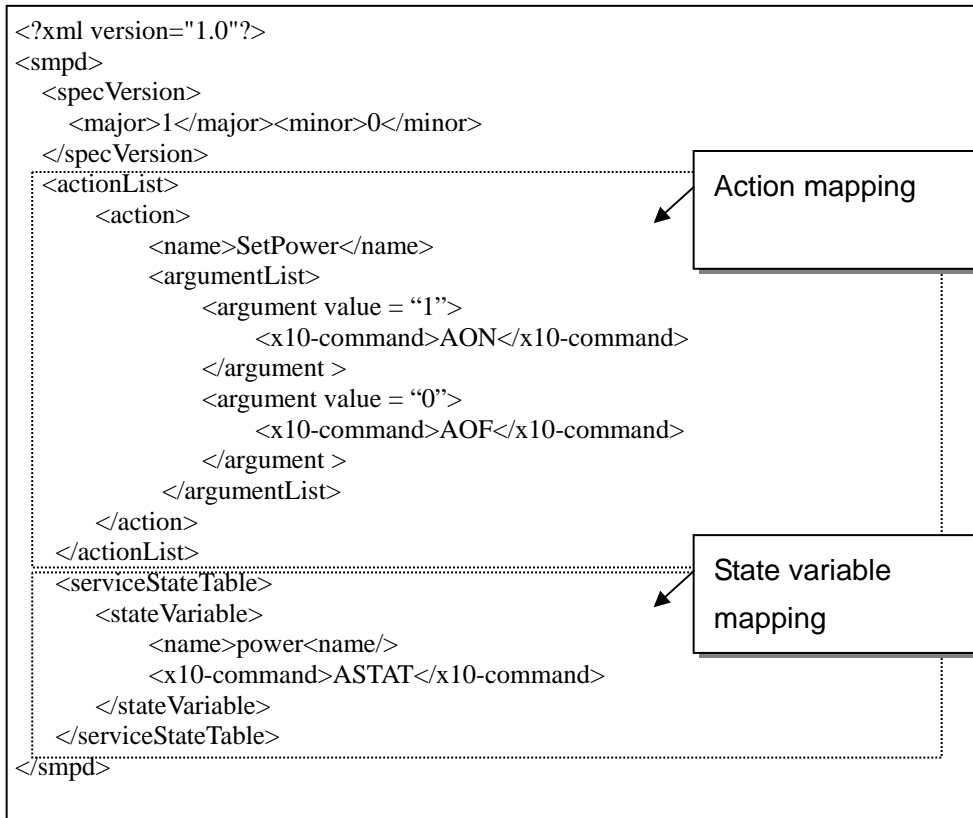 <?xml version="1.0"?>
<smpd>
<specVersion>
<major>1</major><minor>0</minor>
</specVersion>
<actionList>
Action mapping
<action>
<name>SetPower</name>
<argumentList>
<argument value = “1”>
<x10-command>AON</x10-command>
</argument >
<argument value = “0”>
<x10-command>AOF</x10-command>
</argument >
</argumentList>
</action>
</actionList>
<serviceStateTable>
State variable
mapping
<stateVariable>
<name>power<name/>
<x10-command>ASTAT</x10-command>
</stateVariable>
</serviceStateTable>
</smpd>